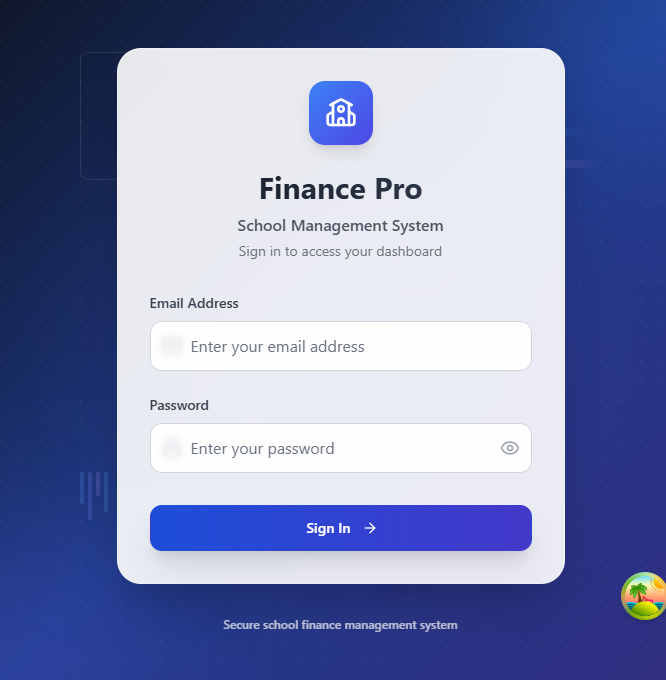 Finance Pro
School Management System
Sign in to access your dashboard
Email Address
Enter your email address
Password
Enter your password
Sign In
Secure school finance management system